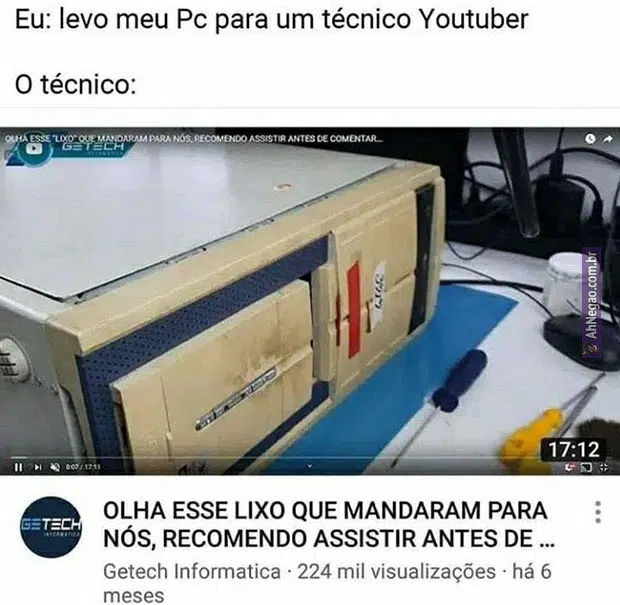 Eu: levo meu Pc para um técnico Youtuber
O técnico:
OLHA ESSE "LIXO" QUE MANDARAM PARA NÓS, RECOMENDO ASSISTIR ANTES DE COMENTAR...
GETECH
AhNegao.com.br
17:12
0:07 / 17:11
GETECH
INFORMÁTICA
OLHA ESSE LIXO QUE MANDARAM PARA
NÓS, RECOMENDO ASSISTIR ANTES DE ...
Getech Informatica · 224 mil visualizações · há 6
meses